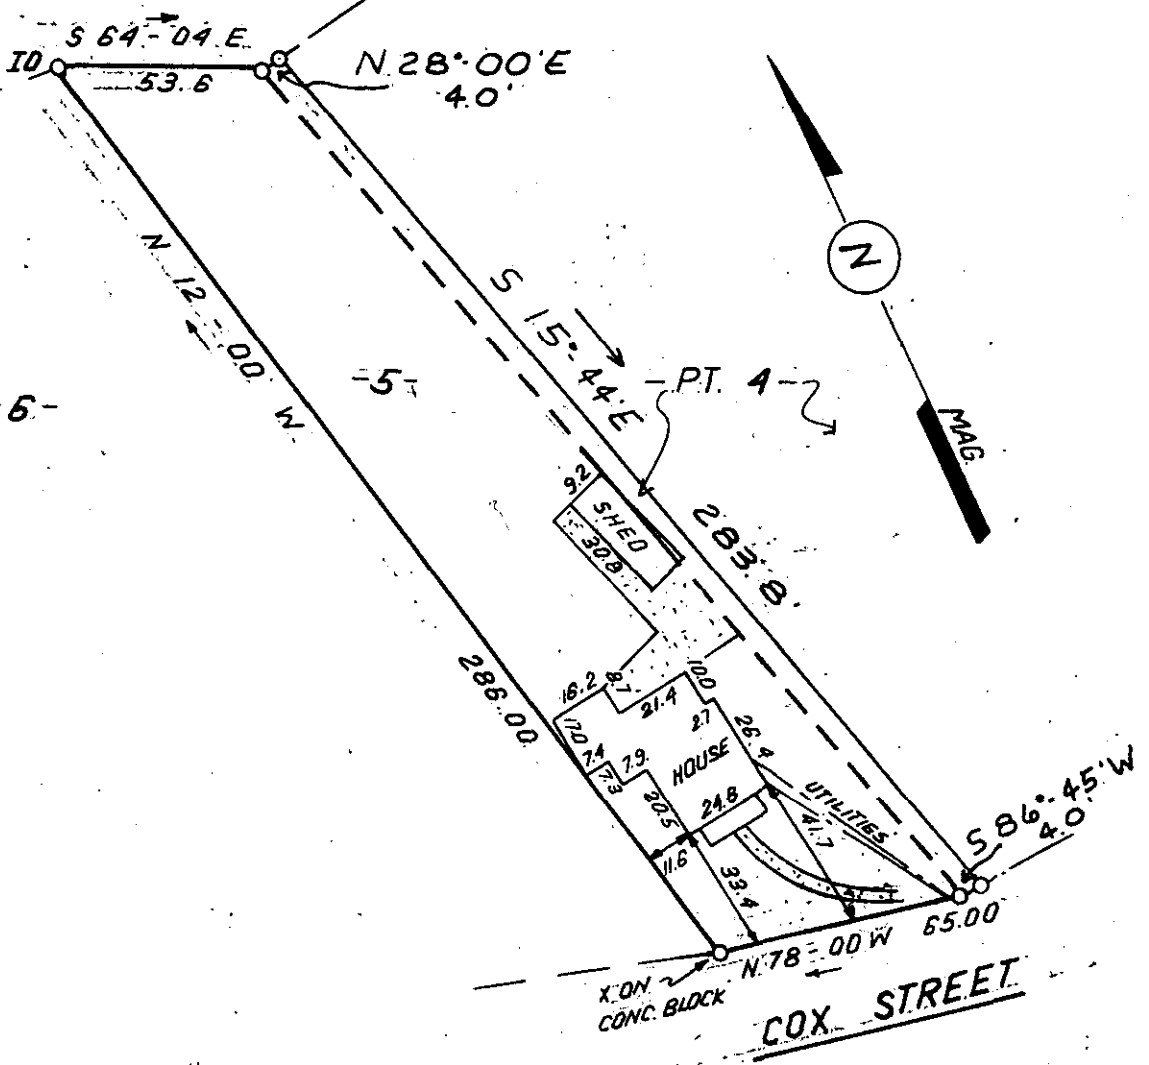 S 64-04 E
53.6
N 28°-00'E
4.0'
N 12-00 W
286.00
-5-
6-
S 15°-44'E
283.8'
-PT. 4-
N
MAG.
9.2
SHED
30.8
16.2
8.7
21.4
10.0
17.0
7.4
7.3
7.9
20.5
2.7
26.4
HOUSE
24.8
UTILITIES
41.7
11.6
33.4
S 86°-45'W
4.0'
N 78-00 W 65.00
X ON
CONC. BLOCK
COX STREET